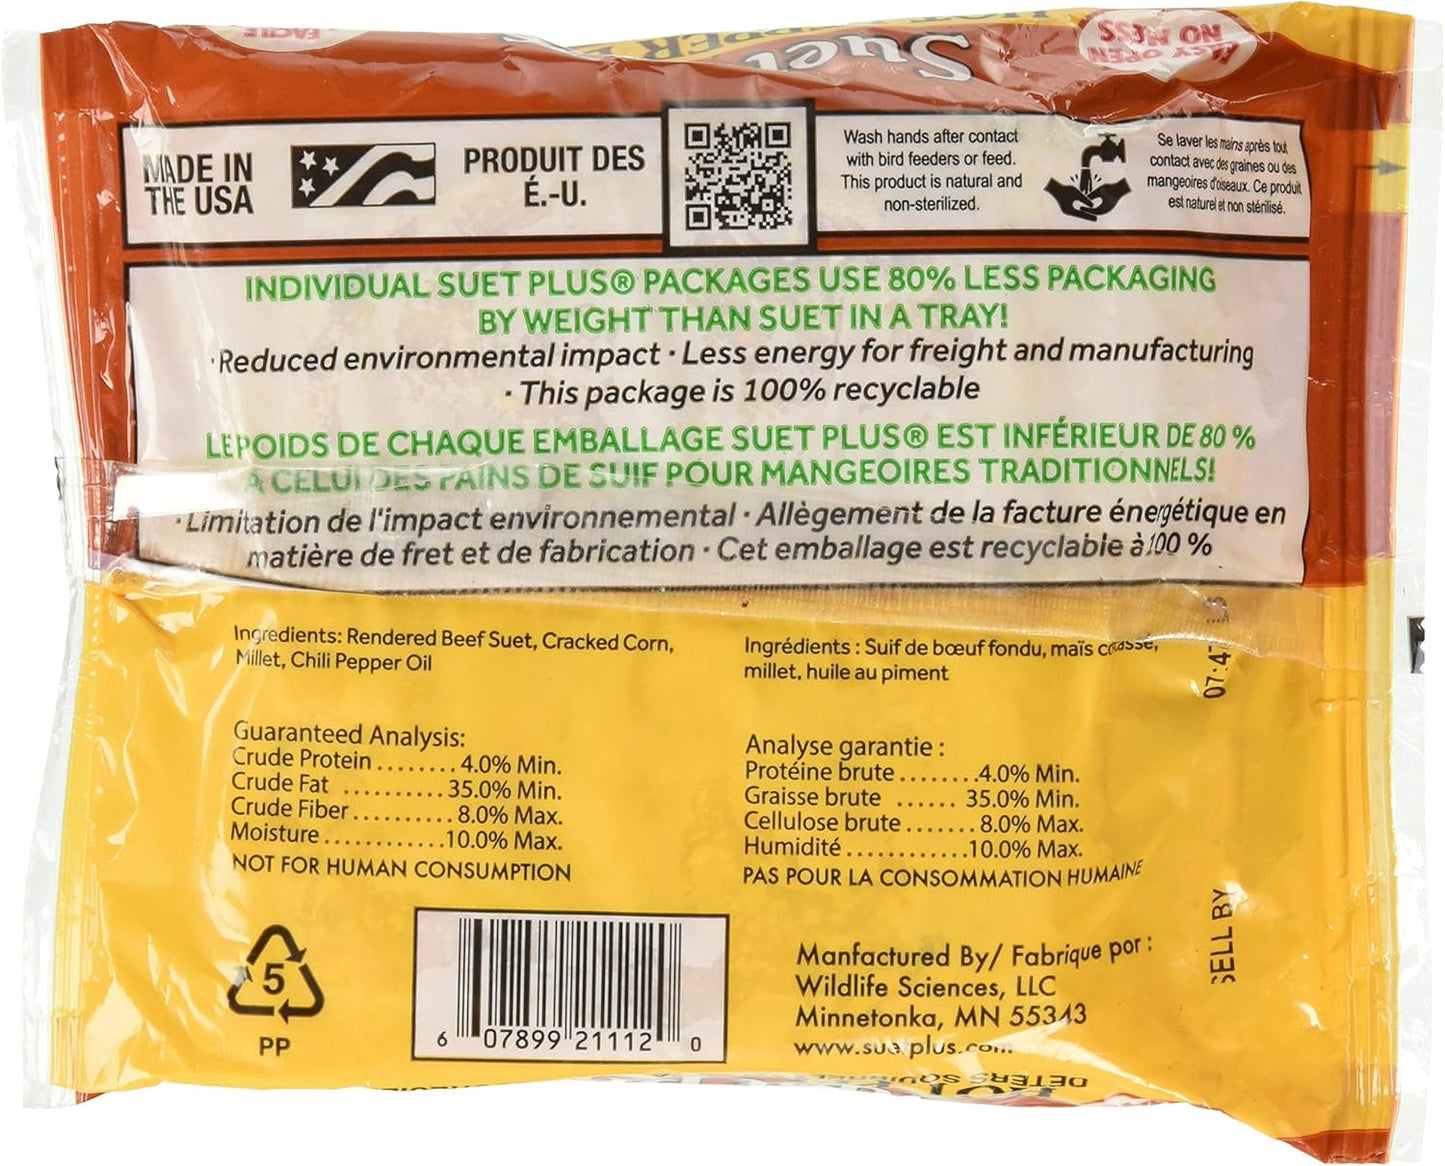 FACILE
Suet
EASY OPEN
NO MESS
MADE IN
THE USA
PRODUIT DES
É.-U.
Wash hands after contact
with bird feeders or feed.
This product is natural and
non-sterilized.
Se laver les mains après tout
contact avec des graines ou des
mangeoires d'oiseaux. Ce produit
est naturel et non stérilisé.
INDIVIDUAL SUET PLUS® PACKAGES USE 80% LESS PACKAGING
BY WEIGHT THAN SUET IN A TRAY!
· Reduced environmental impact · Less energy for freight and manufacturing
· This package is 100% recyclable
LE POIDS DE CHAQUE EMBALLAGE SUET PLUS® EST INFÉRIEUR DE 80 %
À CELUI DES PAINS DE SUIF POUR MANGEOIRES TRADITIONNELS!
· Limitation de l'impact environnemental · Allègement de la facture énergétique en
matière de fret et de fabrication · Cet emballage est recyclable à 100 %
Ingredients: Rendered Beef Suet, Cracked Corn,
Millet, Chili Pepper Oil
Ingrédients : Suif de bœuf fondu, maïs concassé,
millet, huile au piment
Guaranteed Analysis:
Crude Protein ........ 4.0% Min.
Crude Fat .......... 35.0% Min.
Crude Fiber .......... 8.0% Max.
Moisture ............ 10.0% Max.
NOT FOR HUMAN CONSUMPTION
Analyse garantie :
Protéine brute ........ 4.0% Min.
Graisse brute ...... 35.0% Min.
Cellulose brute ....... 8.0% Max.
Humidité ............ 10.0% Max.
PAS POUR LA CONSOMMATION HUMAINE
SELL BY
5
PP
6 07899 21112 0
Manfactured By/ Fabrique por :
Wildlife Sciences, LLC
Minnetonka, MN 55343
www.suetplus.com